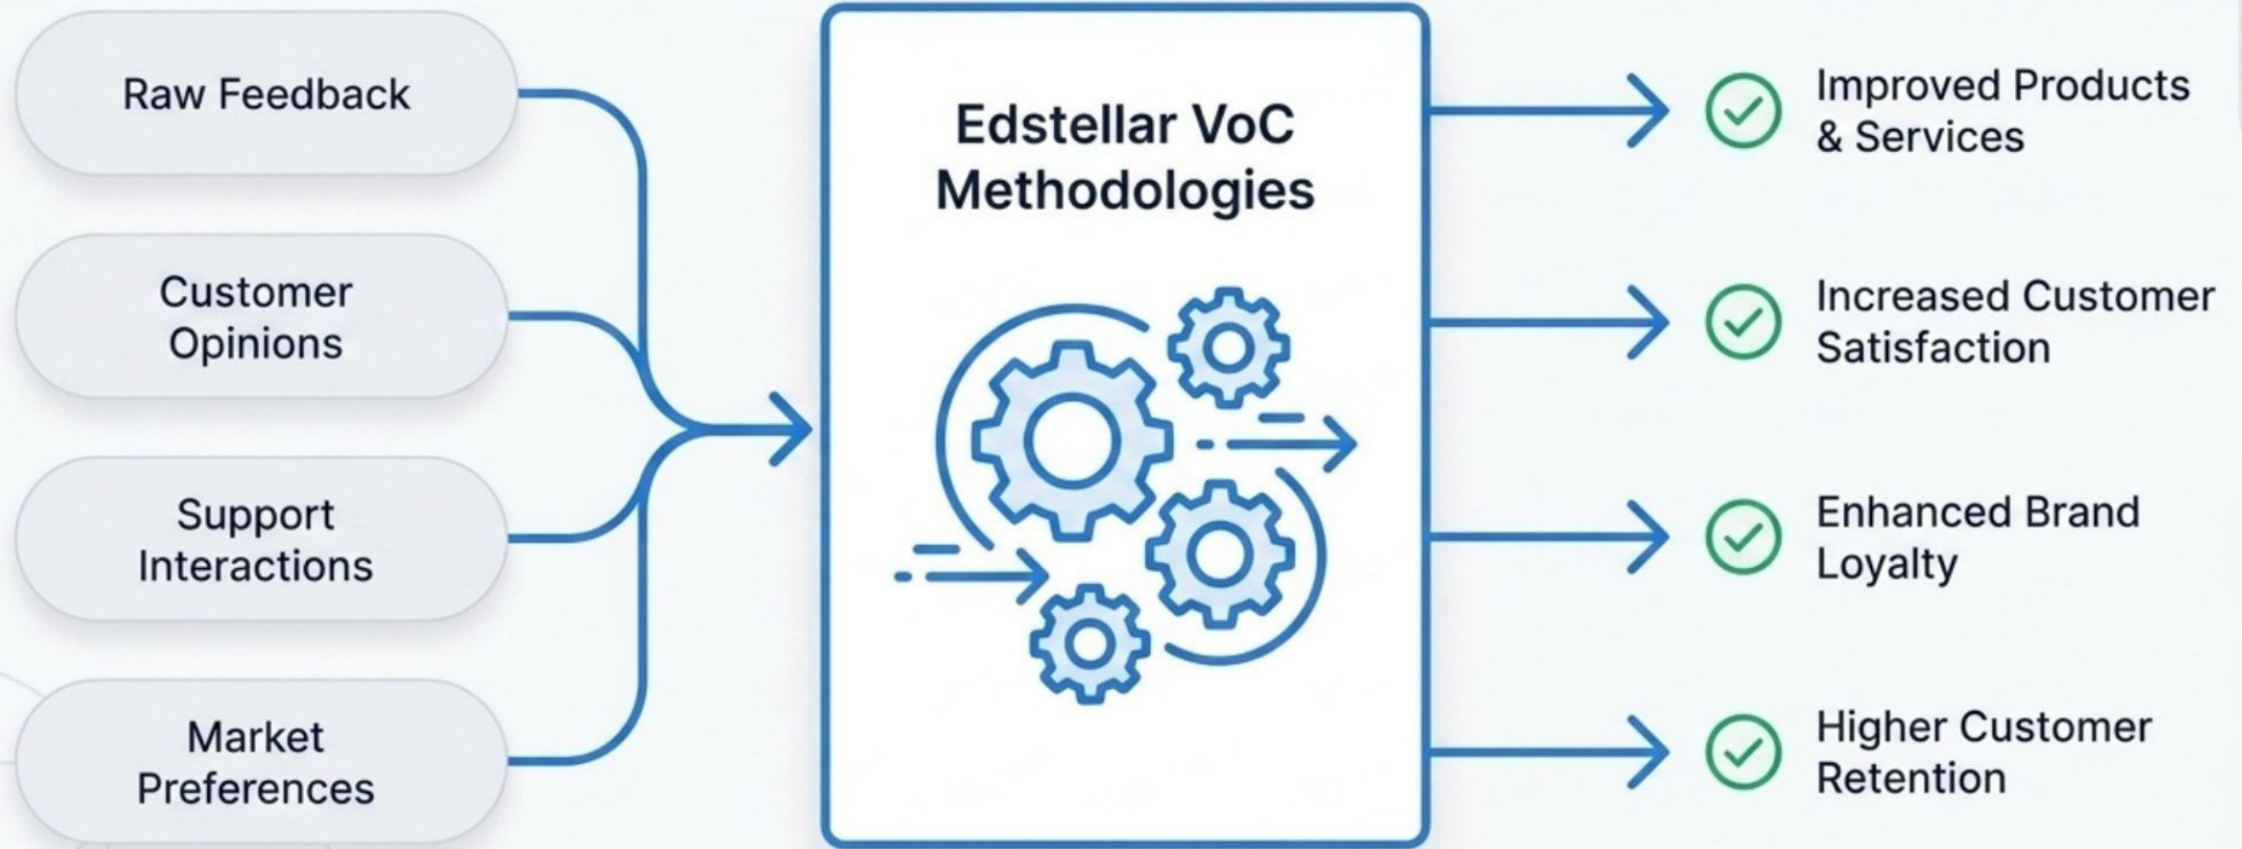 Raw Feedback
Customer
Opinions
Support
Interactions
Market
Preferences
Edstellar VoC
Methodologies
Improved Products
& Services
Increased Customer
Satisfaction
Enhanced Brand
Loyalty
Higher Customer
Retention